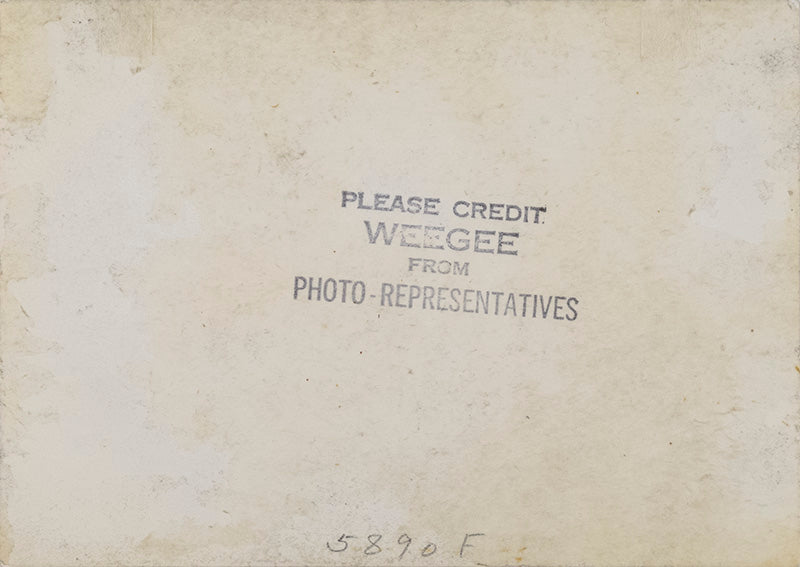 PLEASE CREDIT
WEEGEE
FROM
PHOTO-REPRESENTATIVES
5890 F